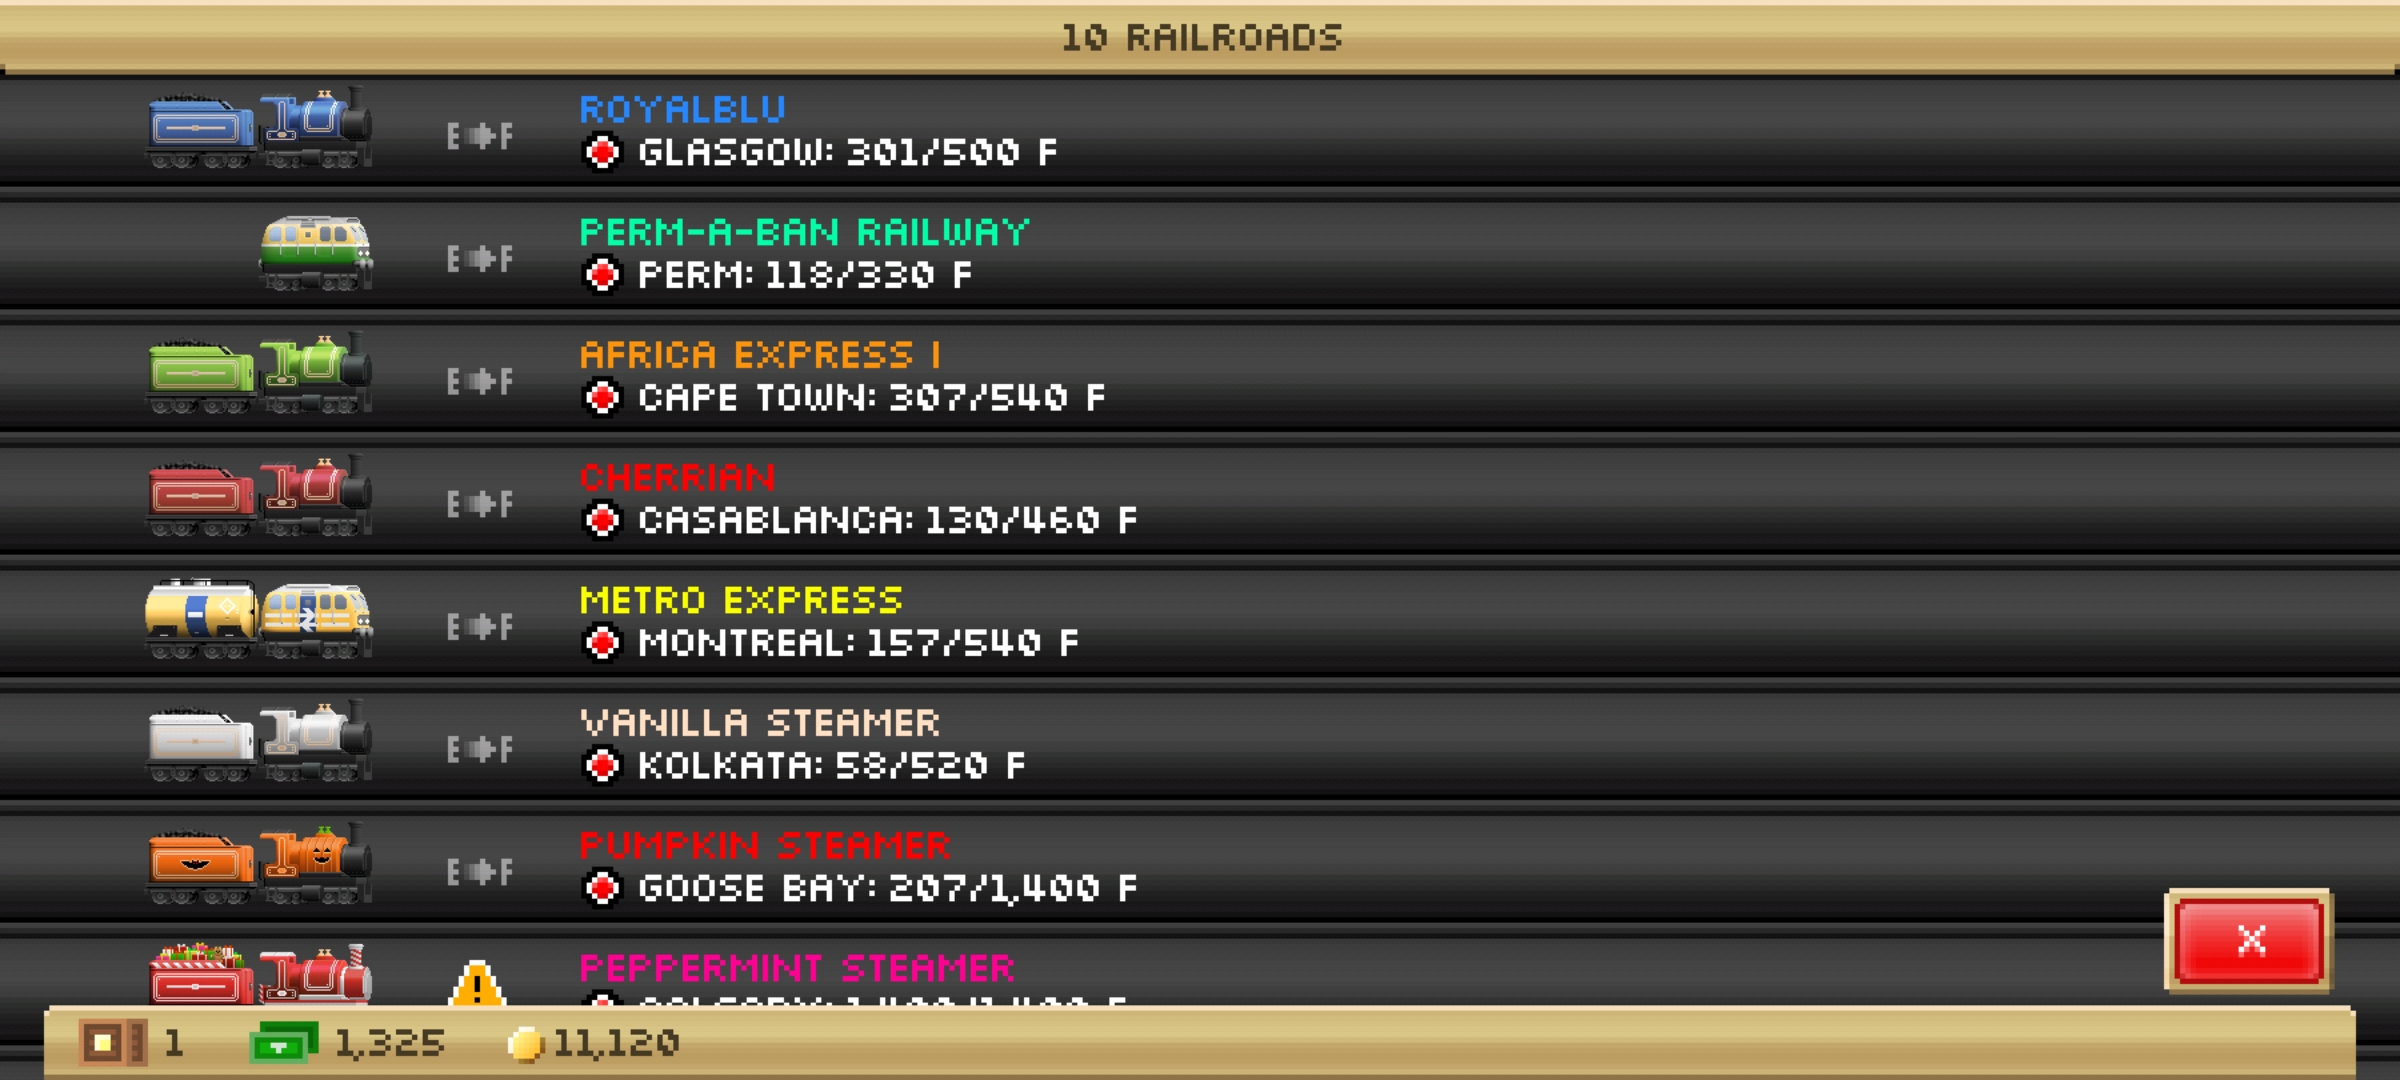 10 RAILROADS
ROYALBLU
E F
GLASGOW: 301/500 F
PERM-A-BAN RAILWAY
E F
PERM: 118/330 F
AFRICA EXPRESS I
E F
CAPE TOWN: 307/540 F
CHERRIAN
E F
CASABLANCA: 130/460 F
METRO EXPRESS
E F
MONTREAL: 157/540 F
VANILLA STEAMER
E F
KOLKATA: 58/520 F
PUMPKIN STEAMER
E F
GOOSE BAY: 207/1,400 F
PEPPERMINT STEAMER
X
1 1,325 11,120